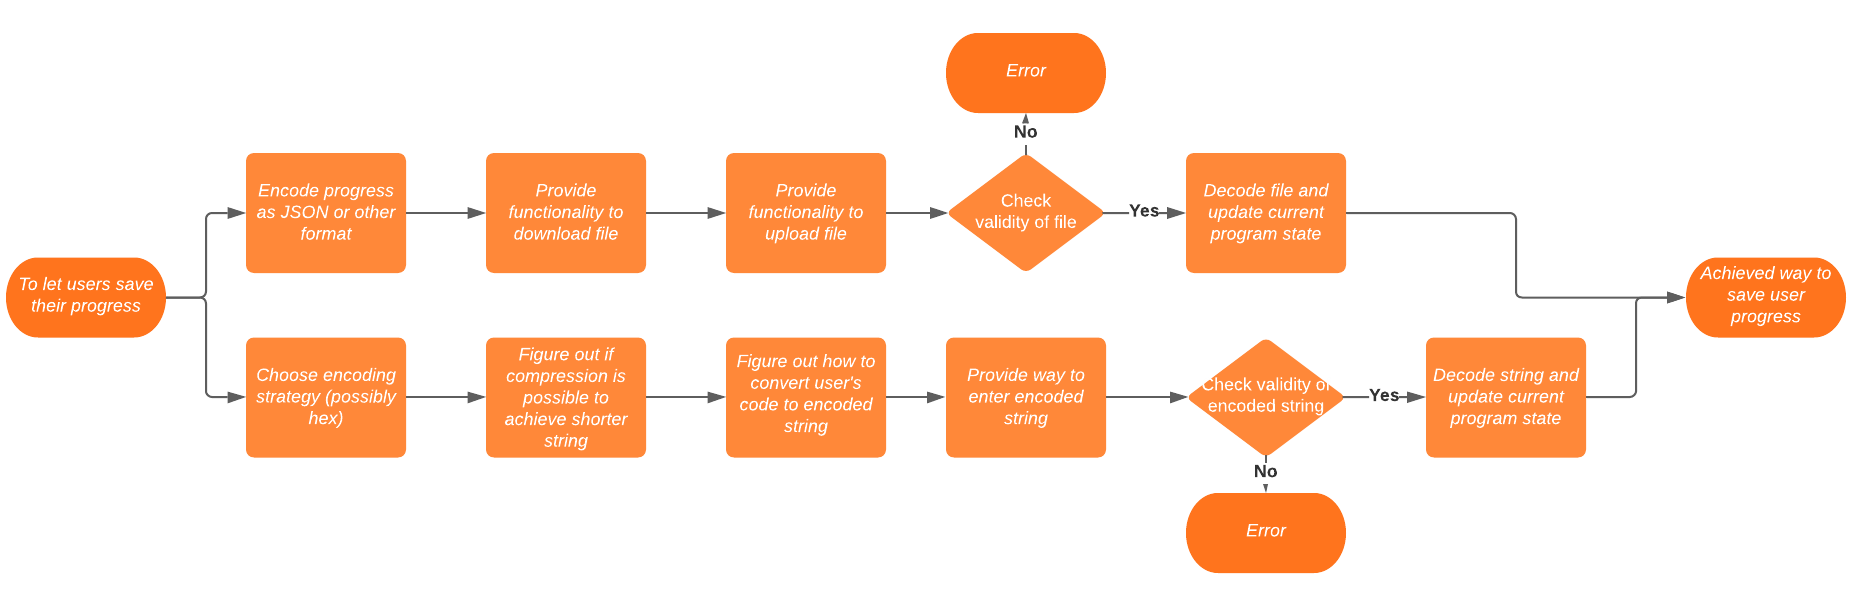 Error
No
Encode progress
as JSON or other
format
Provide
functionality to
download file
Provide
functionality to
upload file
Check
validity of file
Yes
Decode file and
update current
program state
To let users save
their progress
Achieved way to
save user
progress
Choose encoding
strategy (possibly
hex)
Figure out if
compression is
possible to
achieve shorter
string
Figure out how to
convert user's
code to encoded
string
Provide way to
enter encoded
string
Check validity of
encoded string
Yes
Decode string and
update current
program state
No
Error